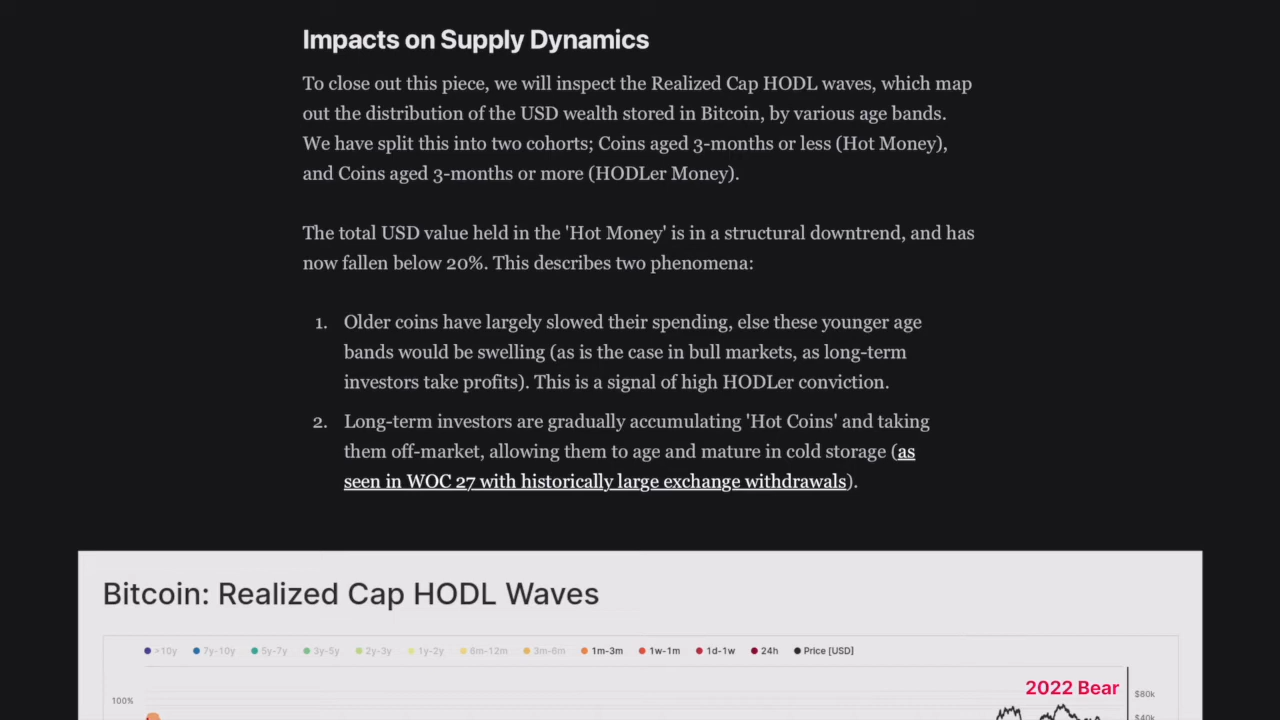 Impacts on Supply Dynamics
To close out this piece, we will inspect the Realized Cap HODL waves, which map
out the distribution of the USD wealth stored in Bitcoin, by various age bands.
We have split this into two cohorts; Coins aged 3-months or less (Hot Money),
and Coins aged 3-months or more (HODLer Money).
The total USD value held in the 'Hot Money' is in a structural downtrend, and has
now fallen below 20%. This describes two phenomena:
1. Older coins have largely slowed their spending, else these younger age
bands would be swelling (as is the case in bull markets, as long-term
investors take profits). This is a signal of high HODLer conviction.
2. Long-term investors are gradually accumulating 'Hot Coins' and taking
them off-market, allowing them to age and mature in cold storage (as
seen in WOC 27 with historically large exchange withdrawals).
Bitcoin: Realized Cap HODL Waves
>10y 7y-10y 5y-7y 3y-5y 2y-3y 1y-2y 6m-12m 3m-6m 1m-3m 1w-1m 1d-1w 24h Price [USD]
2022 Bear
$80k
100%
$40k